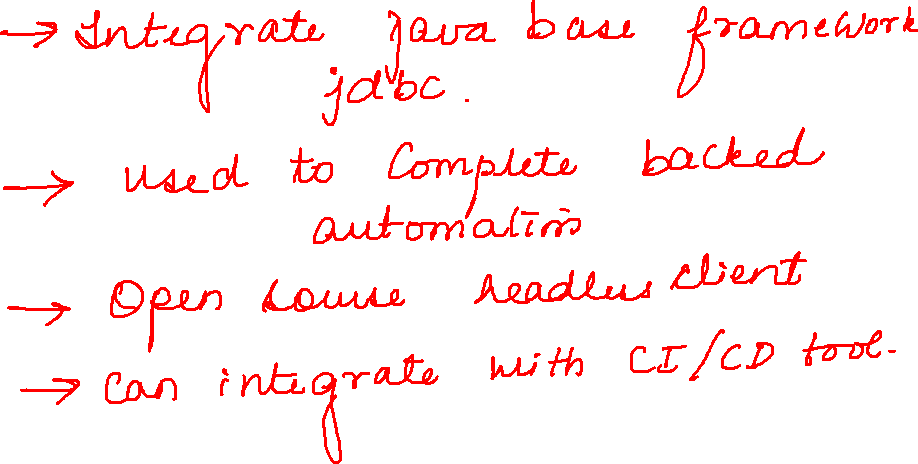 → Integrate java base framework
jdbc.
→ used to Complete backed
automation
→ Open source headless client
→ Can integrate with CI/CD tool.